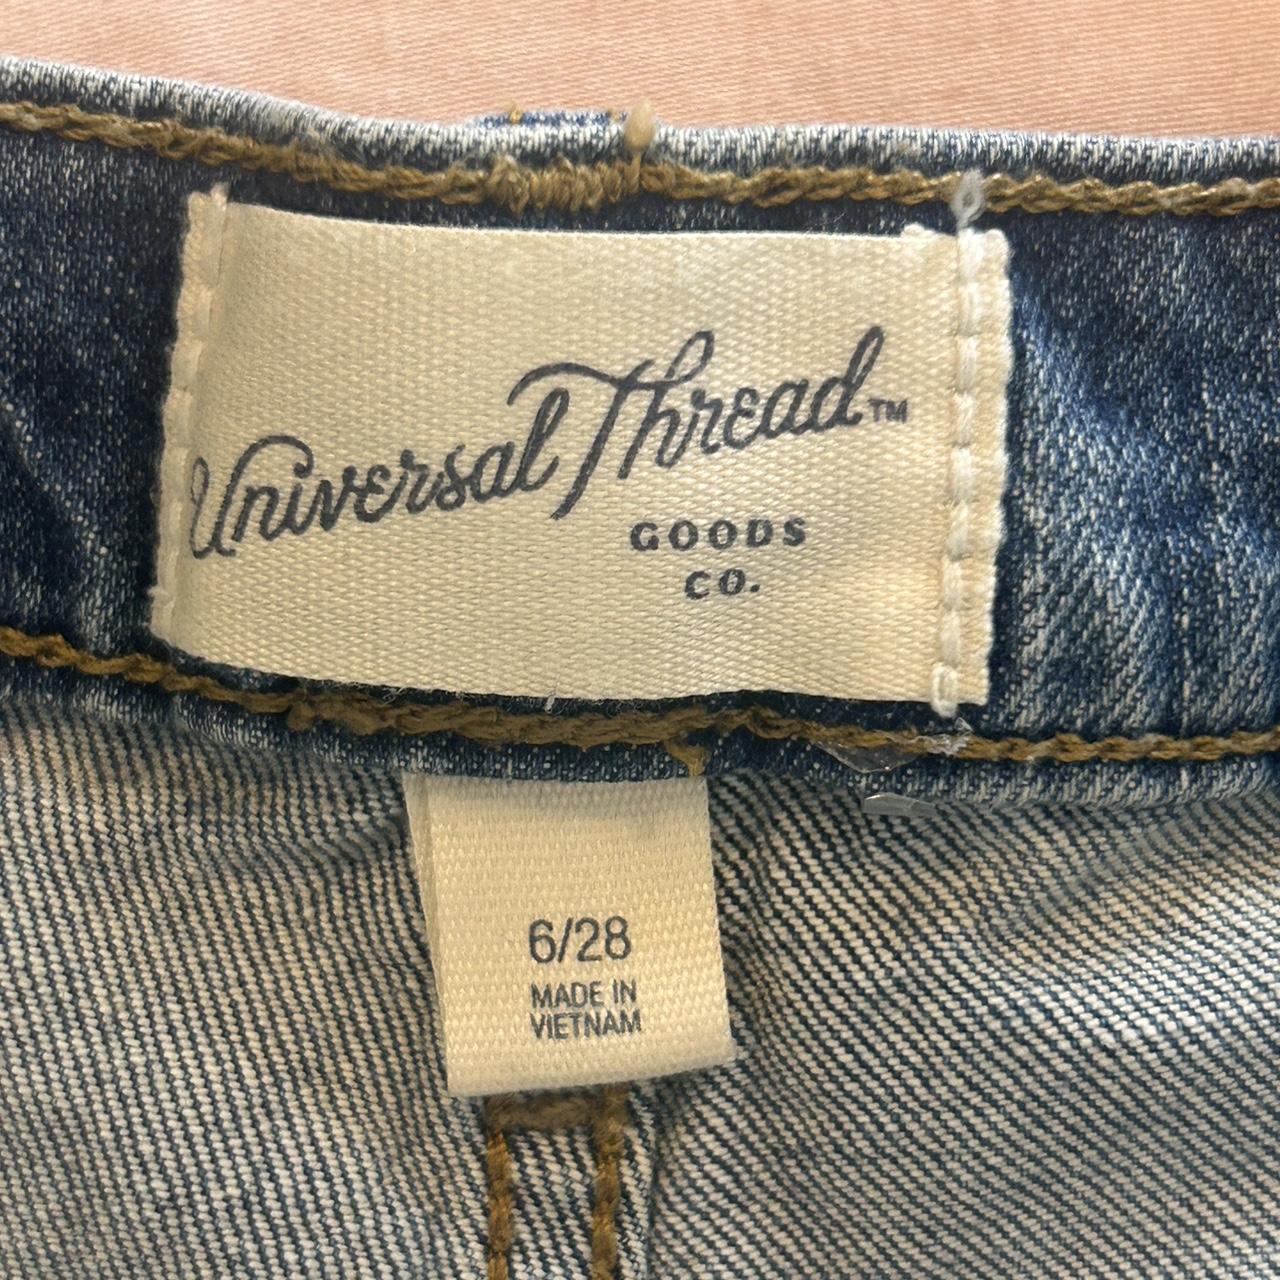 Universal Thread™
GOODS
CO.
6/28
MADE IN
VIETNAM